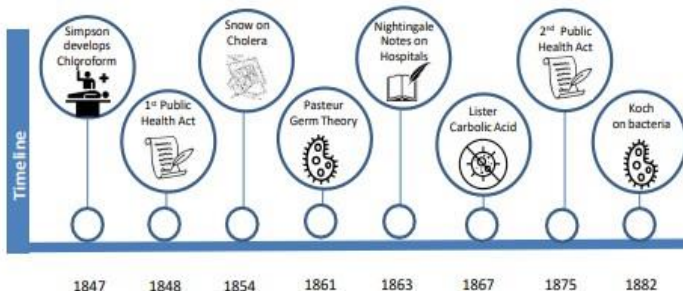 Timeline
Simpson
develops
Chloroform
1st Public
Health Act
Snow on
Cholera
Pasteur
Germ Theory
Nightingale
Notes on
Hospitals
Lister
Carbolic Acid
2nd Public
Health Act
Koch
on bacteria
1847
1848
1854
1861
1863
1867
1875
1882